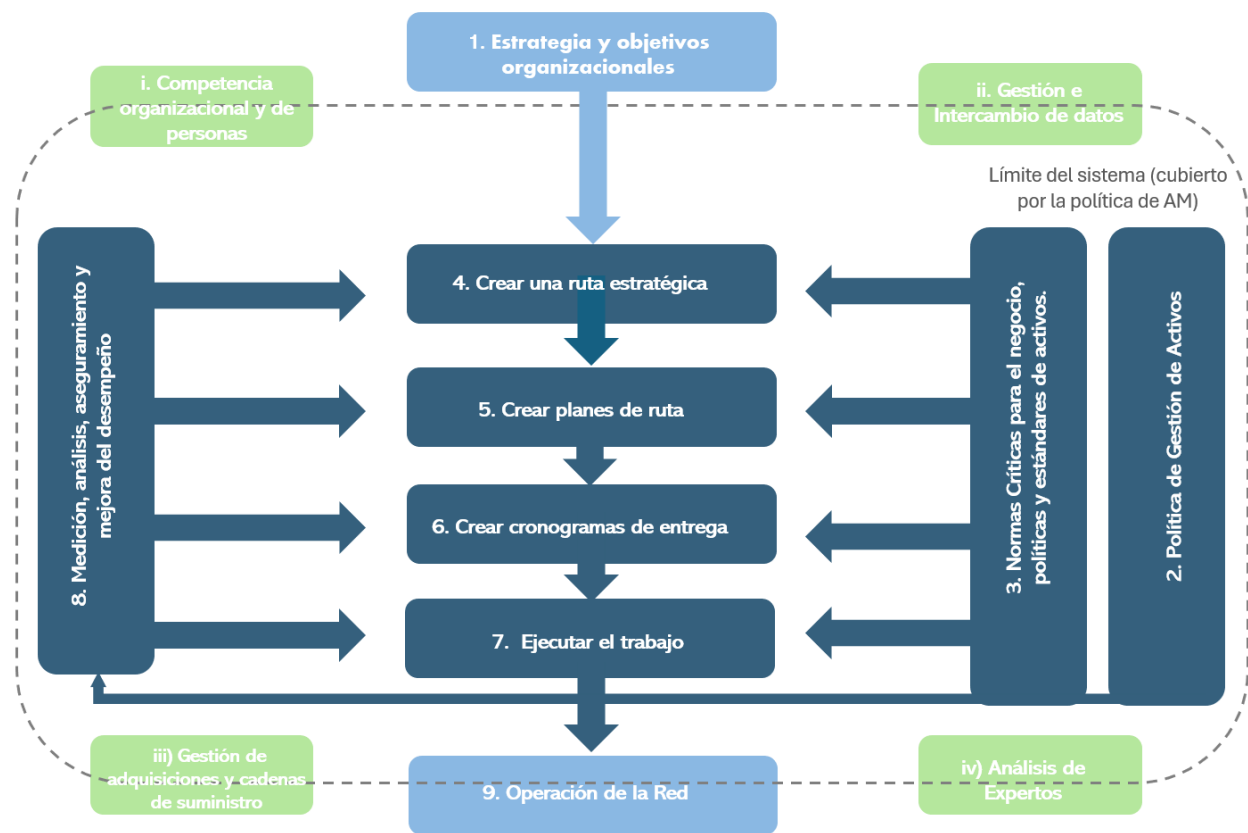 1. Estrategia y objetivos
organizacionales
i. Competencia
organizacional y de
personas
ii. Gestión e
Intercambio de datos
Límite del sistema (cubierto
por la política de AM)
8. Medición, análisis, aseguramiento y
mejora del desempeño
4. Crear una ruta estratégica
5. Crear planes de ruta
6. Crear cronogramas de entrega
7. Ejecutar el trabajo
3. Normas Críticas para el negocio,
políticas y estándares de activos.
2. Política de Gestión de Activos
iii) Gestión de
adquisiciones y cadenas
de suministro
9. Operación de la Red
iv) Análisis de
Expertos